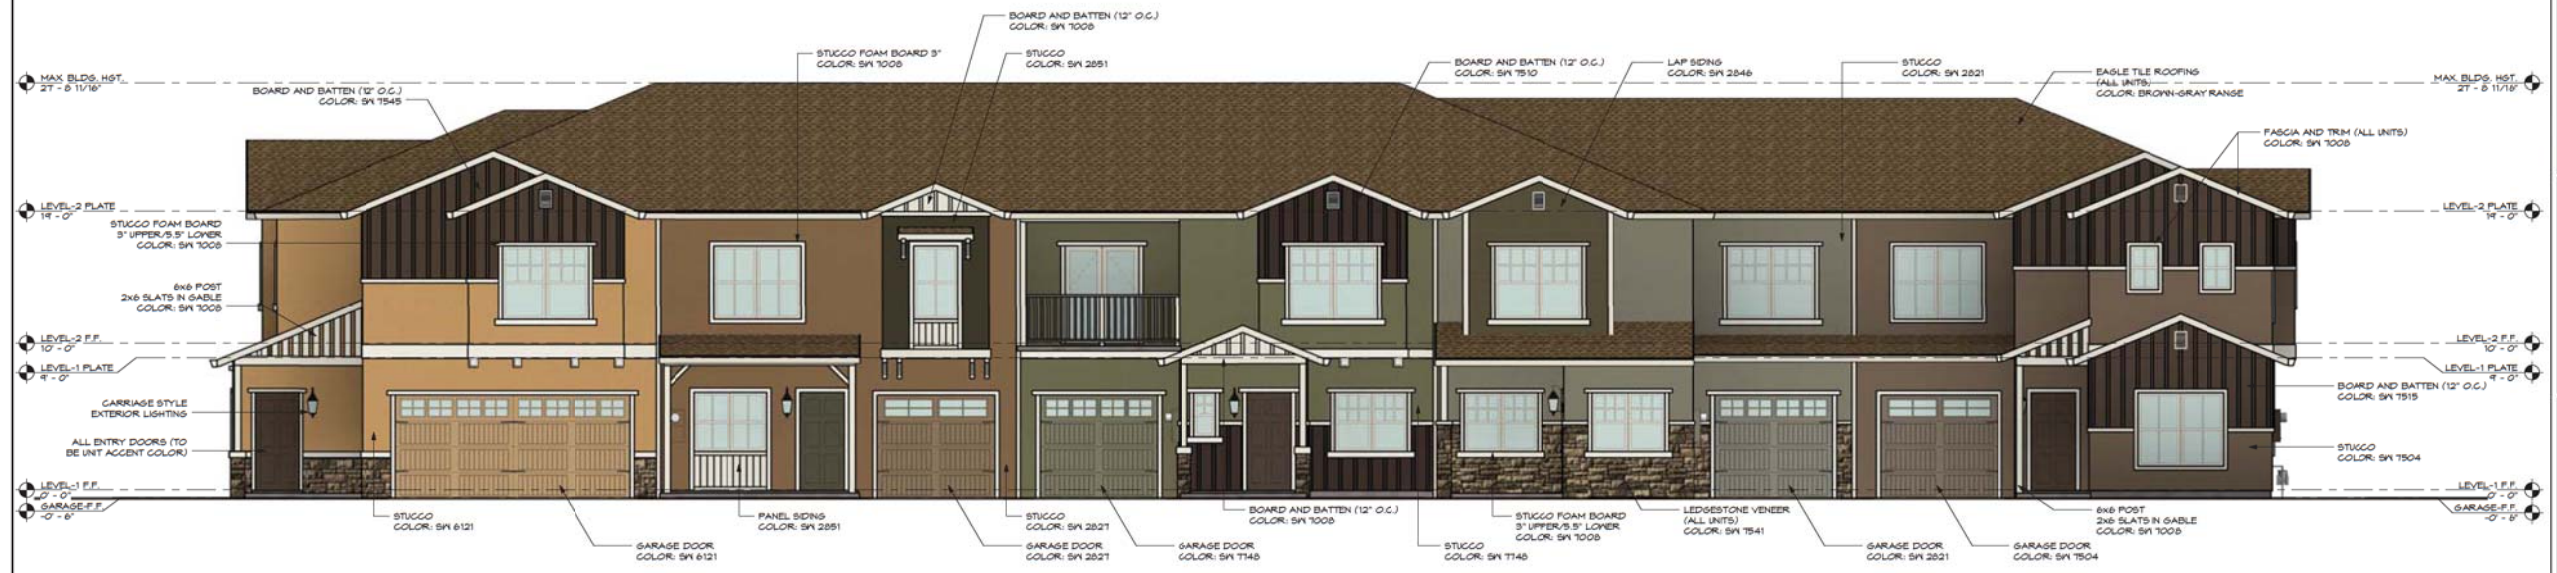 BOARD AND BATTEN (12" O.C.)
COLOR: SW 7008
STUCCO FOAM BOARD 3"
COLOR: SW 7008
STUCCO
COLOR: SW 2851
BOARD AND BATTEN (12" O.C.)
COLOR: SW 7510
LAP SIDING
COLOR: SW 2846
STUCCO
COLOR: SW 2821
EAGLE TILE ROOFING
(ALL UNITS)
COLOR: BROWN-GRAY RANGE
MAX. BLDG. HGT.
27' - 8 11/16"
BOARD AND BATTEN (12" O.C.)
COLOR: SW 7545
MAX. BLDG. HGT.
27' - 8 11/16"
FASCIA AND TRIM (ALL UNITS)
COLOR: SW 7008
LEVEL-2 PLATE
19' - 0"
LEVEL-2 PLATE
19' - 0"
STUCCO FOAM BOARD
3" UPPER/5.5" LOWER
COLOR: SW 7008
6x6 POST
2x6 SLATS IN GABLE
COLOR: SW 7008
LEVEL-2 F.F.
10' - 0"
LEVEL-2 F.F.
10' - 0"
LEVEL-1 PLATE
9' - 0"
LEVEL-1 PLATE
9' - 0"
BOARD AND BATTEN (12" O.C.)
COLOR: SW 7515
CARRIAGE STYLE
EXTERIOR LIGHTING
ALL ENTRY DOORS (TO
BE UNIT ACCENT COLOR)
STUCCO
COLOR: SW 7504
LEVEL-1 F.F.
0' - 0"
LEVEL-1 F.F.
0' - 0"
GARAGE-F.F.
-0' - 6"
GARAGE-F.F.
-0' - 6"
STUCCO
COLOR: SW 6121
PANEL SIDING
COLOR: SW 2851
STUCCO
COLOR: SW 2827
BOARD AND BATTEN (12" O.C.)
COLOR: SW 7008
STUCCO FOAM BOARD
3" UPPER/5.5" LOWER
COLOR: SW 7008
LEDGESTONE VENEER
(ALL UNITS)
COLOR: SW 7541
6x6 POST
2x6 SLATS IN GABLE
COLOR: SW 7008
GARAGE DOOR
COLOR: SW 6121
GARAGE DOOR
COLOR: SW 2827
GARAGE DOOR
COLOR: SW 7748
STUCCO
COLOR: SW 7748
GARAGE DOOR
COLOR: SW 2821
GARAGE DOOR
COLOR: SW 7504